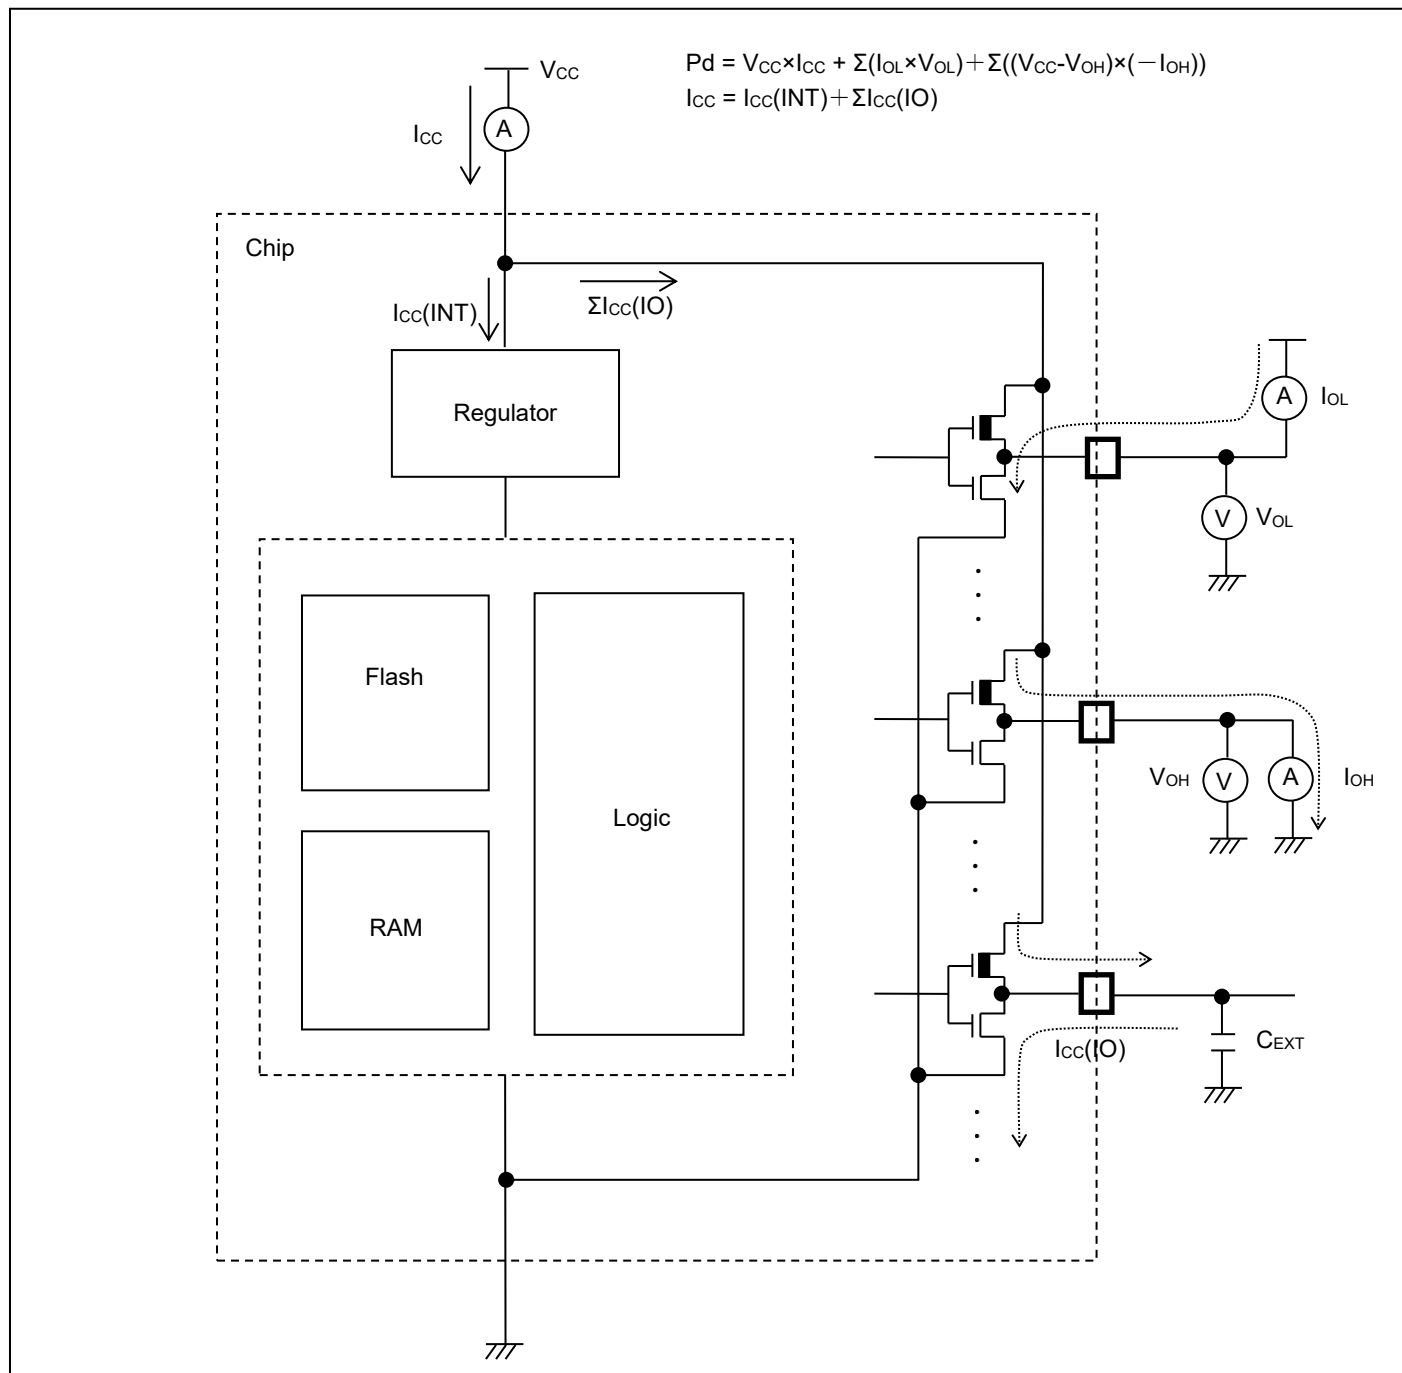 Pd = VCC×ICC + Σ(IOL×VOL)+Σ((VCC-VOH)×(-IOH))
ICC = ICC(INT)+ΣICC(IO)
VCC
A
ICC
Chip
ICC(INT)
ΣICC(IO)
Regulator
A
IOL
V
VOL
Flash
Logic
VOH
V
A
IOH
RAM
ICC(IO)
CEXT